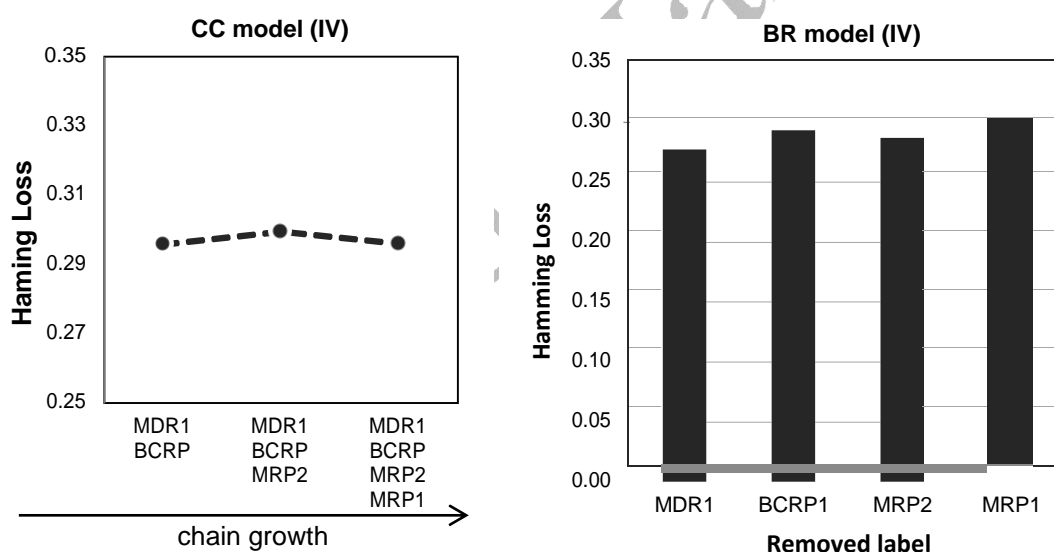 CC model (IV)
0.35
0.33
0.31
0.29
0.27
0.25
Haming Loss
MDR1
BCRP
MDR1
BCRP
MRP2
MDR1
BCRP
MRP2
MRP1
chain growth
BR model (IV)
0.35
0.30
0.25
0.20
0.15
0.10
0.05
0.00
Hamming Loss
MDR1
BCRP1
MRP2
MRP1
Removed label